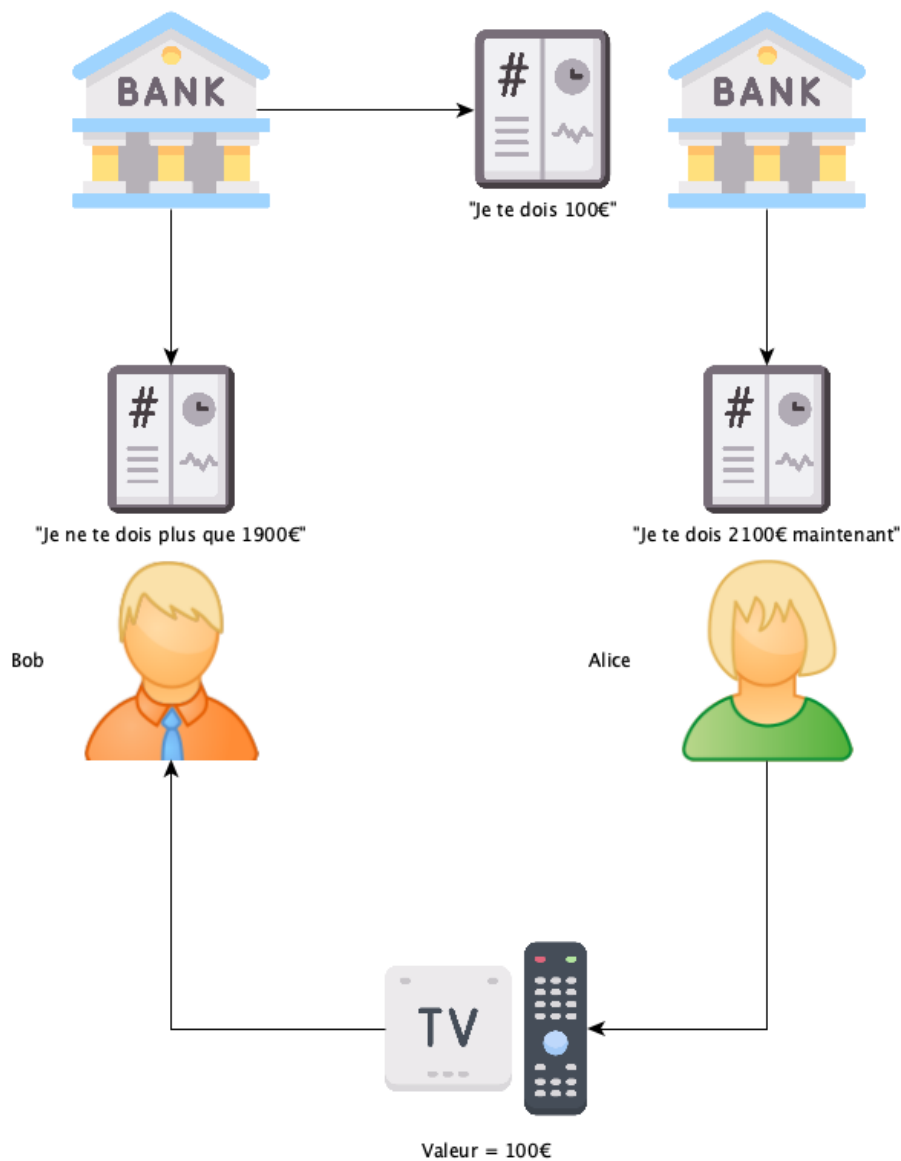 BANK
#
BANK
"Je te dois 100€"
#
#
"Je ne te dois plus que 1900€"
"Je te dois 2100€ maintenant"
Bob
Alice
TV
Valeur = 100€